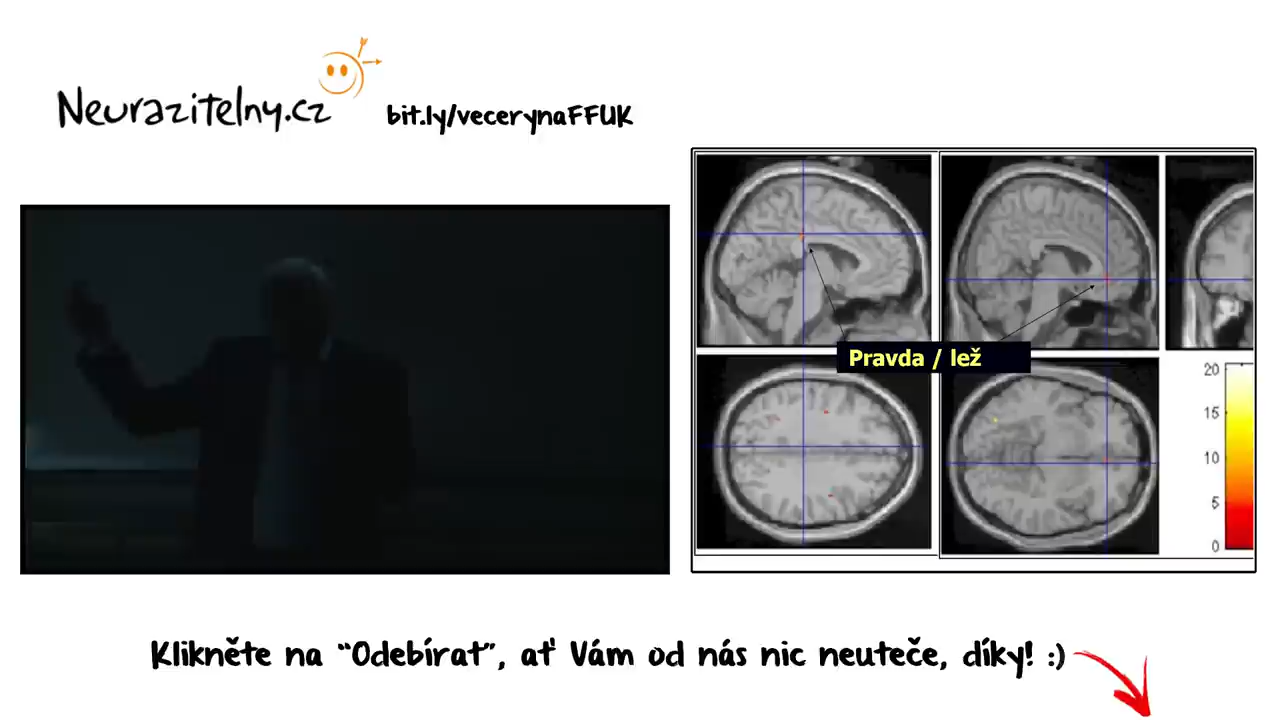 Neurazitelny.cz
bit.ly/vecerynaFFUK
Pravda / lež
20
15
10
5
0
Klikněte na “Odebírat”, ať Vám od nás nic neuteče, díky! :)